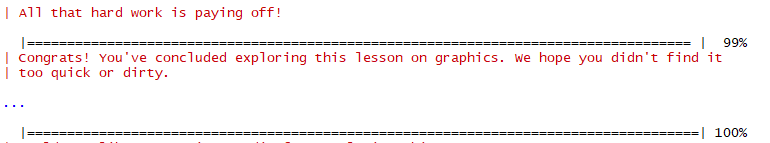 | All that hard work is paying off!
|=================================================================================== | 99%
| Congrats! You've concluded exploring this lesson on graphics. We hope you didn't find it
| too quick or dirty.
...
|====================================================================================| 100%